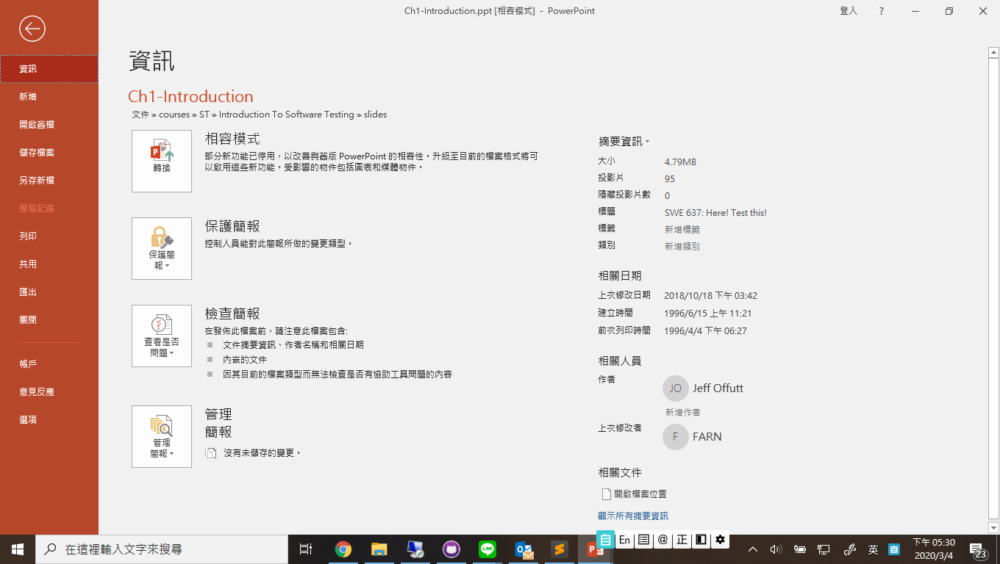 Ch1-Introduction.ppt [相容模式] - PowerPoint
登入
?
資訊
新增
開啟舊檔
儲存檔案
另存新檔
歷程記錄
列印
共用
匯出
關閉
帳戶
意見反應
選項
資訊
Ch1-Introduction
文件 » courses » ST » Introduction To Software Testing » slides
轉換
相容模式
部分新功能已停用，以改善與舊版 PowerPoint 的相容性。升級至目前的檔案格式將可
以啟用這些新功能。受影響的物件包括圖表和媒體物件。
保護簡
報
保護簡報
控制人員能對此簡報所做的變更類型。
查看是否
問題
檢查簡報
在發佈此檔案前，請注意此檔案包含:
文件摘要資訊、作者名稱和相關日期
內嵌的文件
因其目前的檔案類型而無法檢查是否有協助工具問題的內容
管理
簡報
管理
簡報
沒有未儲存的變更。
摘要資訊
大小 4.79MB
投影片 95
隱藏投影片數 0
標題 SWE 637: Here! Test this!
標籤 新增標籤
類別 新增類別
相關日期
上次修改日期 2018/10/18 下午 03:42
建立時間 1996/6/15 上午 11:21
前次列印時間 1996/4/4 下午 06:27
相關人員
作者
JO Jeff Offutt
新增作者
上次修改者
F FARN
相關文件
開啟檔案位置
顯示所有摘要資訊
自 En @ 正
在這裡輸入文字來搜尋
LINE
英
自
下午 05:30
2020/3/4
23